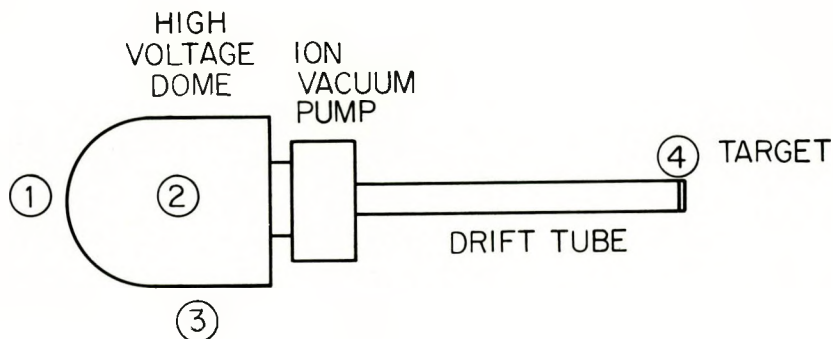 HIGH
VOLTAGE
DOME
ION
VACUUM
PUMP
1
2
3
4 TARGET
DRIFT TUBE